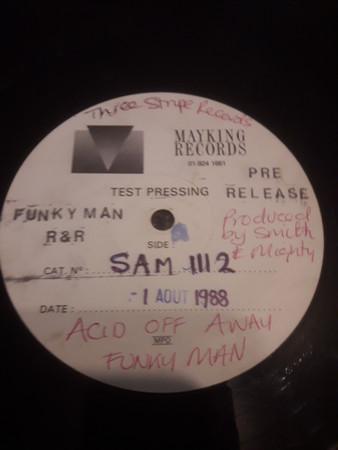 Three Stripe Records
MAYKING
RECORDS
01-924 1661
PRE
TEST PRESSING
RELEASE
FUNKY MAN
R&R
Produced
by Smith
& Mighty
SIDE: a
CAT. Nº: SAM 1112
DATE: -1 AOUT 1988
ACID OFF AWAY
MPO
FUNKY MAN